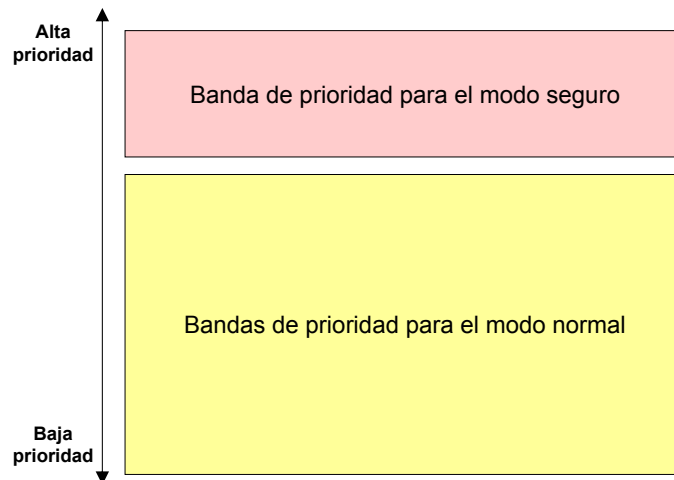 Alta
prioridad
Banda de prioridad para el modo seguro
Bandas de prioridad para el modo normal
Baja
prioridad